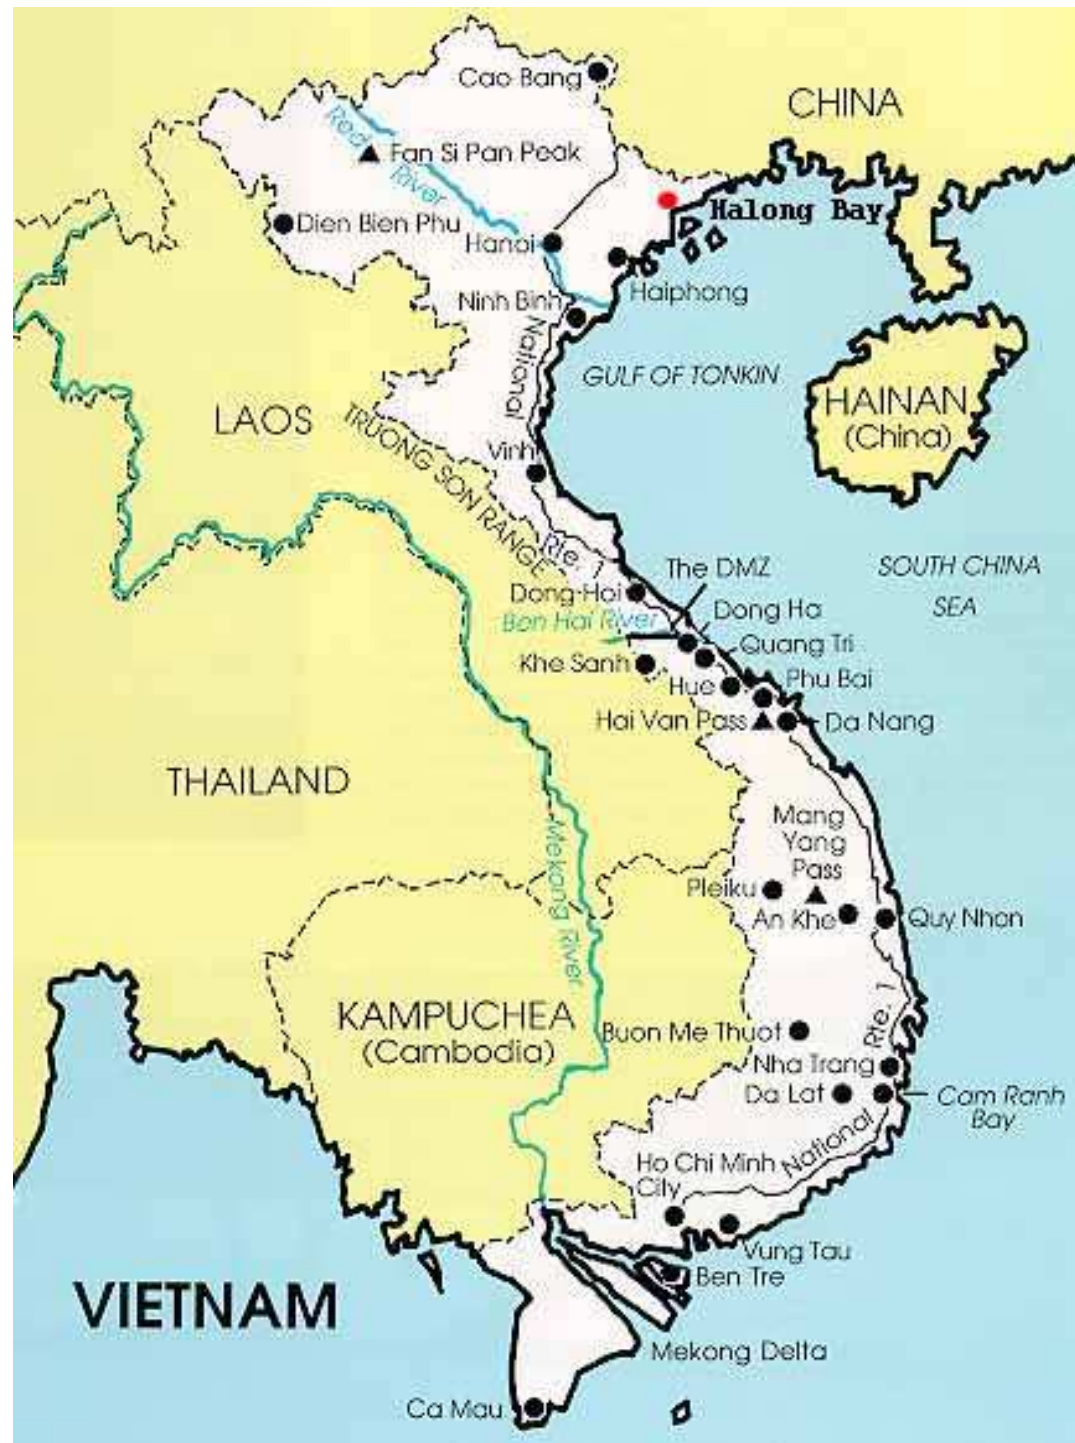 Cao Bang
CHINA
Red
River
Fan Si Pan Peak
Halong Bay
Dien Bien Phu
Hanoi
Haiphong
Ninh Binh
National
GULF OF TONKIN
HAINAN
(China)
LAOS
TRUONG SON RANGE
Vinh
Rte. 1
The DMZ
SOUTH CHINA
SEA
Dong Hoi
Dong Ha
Ben Hai River
Quang Tri
Khe Sanh
Phu Bai
Hue
Hai Van Pass
Da Nang
THAILAND
Mang
Yang
Pass
Mekong River
Pleiku
An Khe
Quy Nhon
KAMPUCHEA
(Cambodia)
Rte. 1
Buon Me Thuot
Nha Trang
Da Lat
Cam Ranh
Bay
National
Ho Chi Minh
City
Vung Tau
Ben Tre
VIETNAM
Mekong Delta
Ca Mau